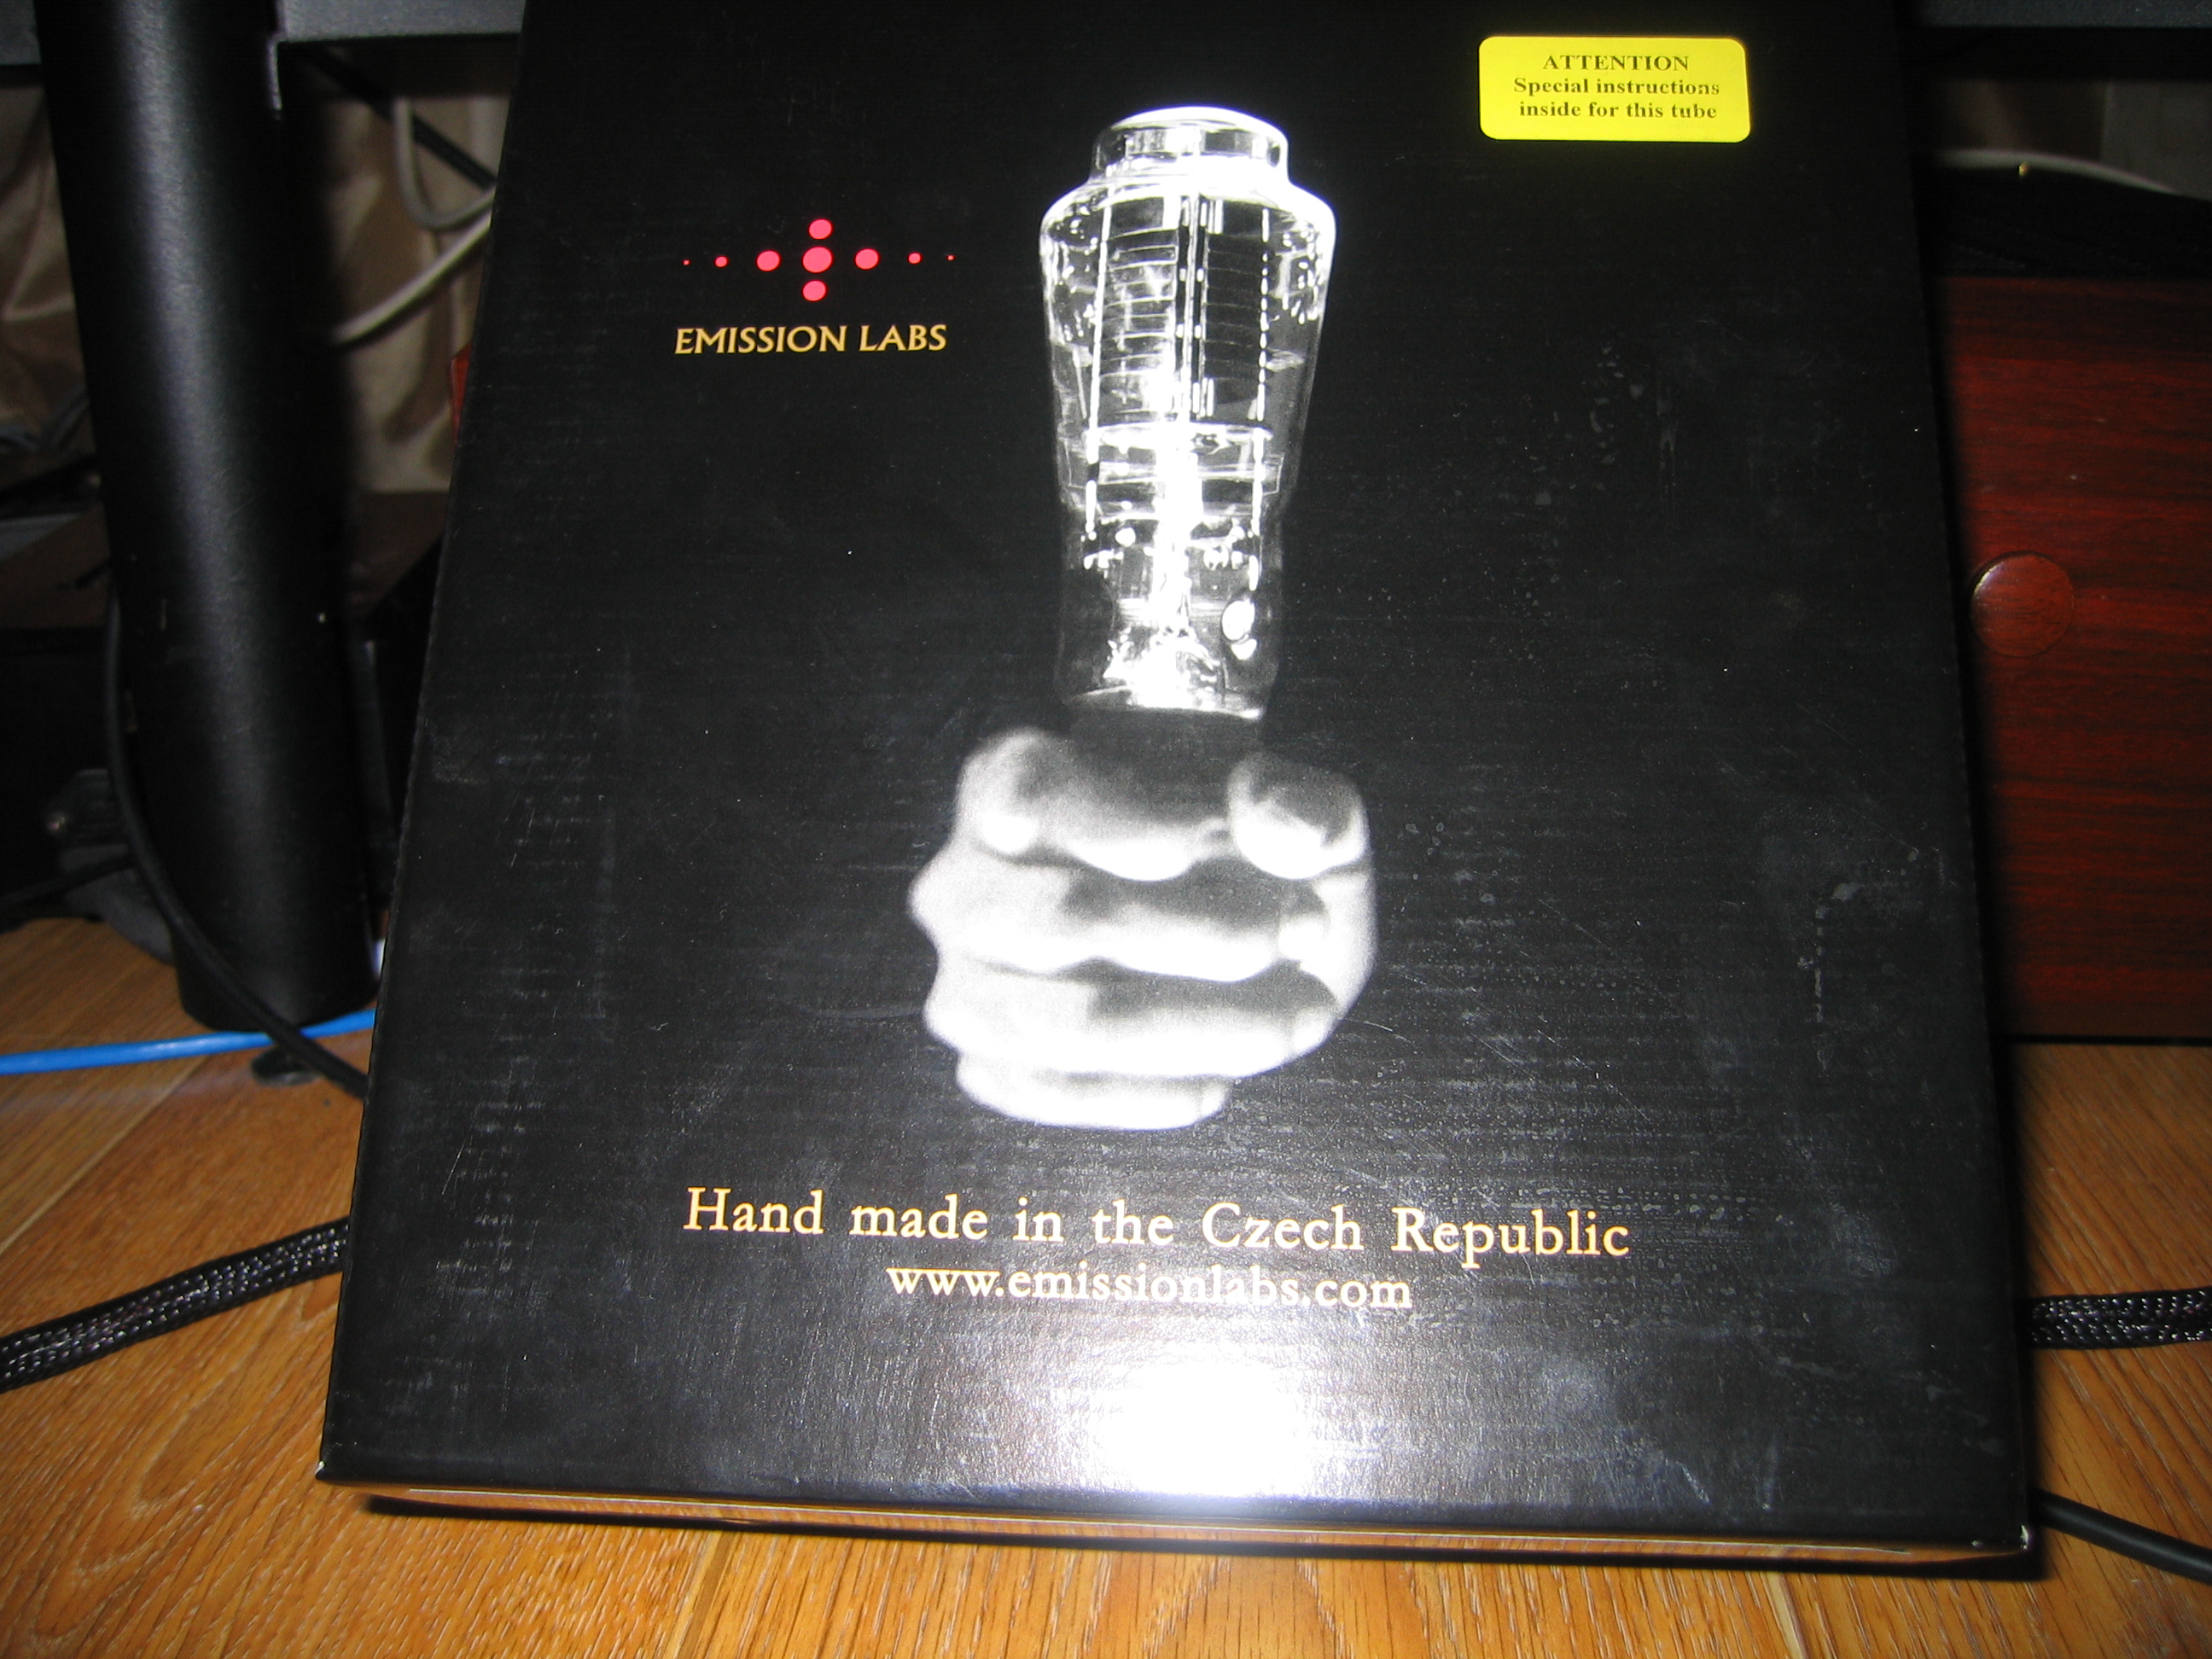 ATTENTION
Special instructions
inside for this tube
EMISSION LABS
Hand made in the Czech Republic
www.emissionlabs.com